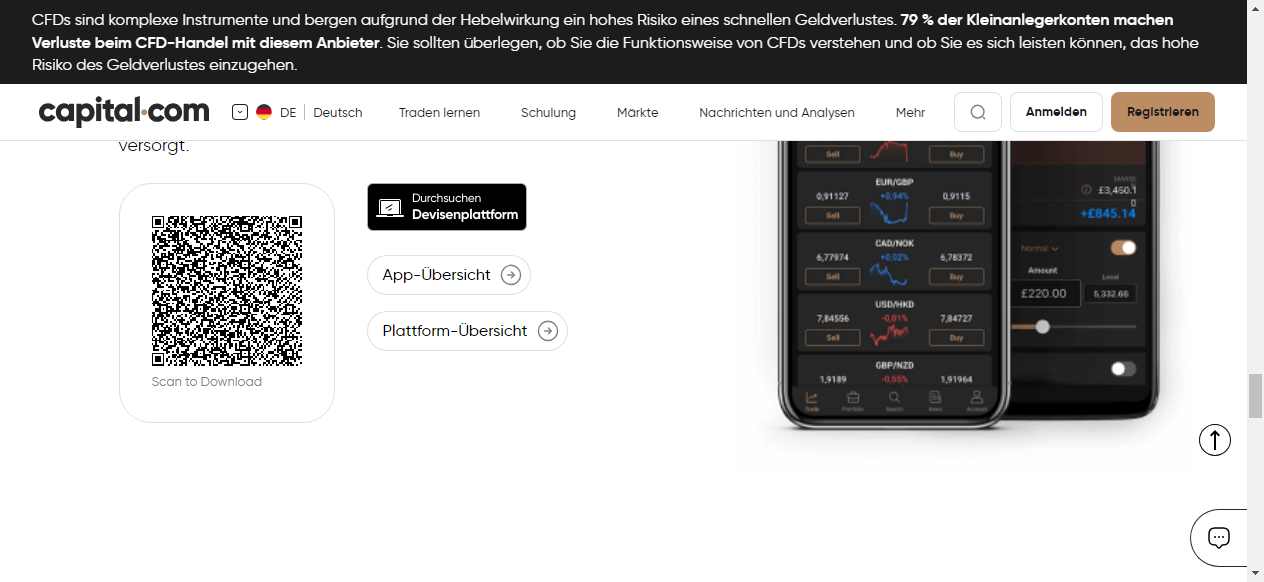 CFDs sind komplexe Instrumente und bergen aufgrund der Hebelwirkung ein hohes Risiko eines schnellen Geldverlustes. 79 % der Kleinanlegerkonten machen
Verluste beim CFD-Handel mit diesem Anbieter. Sie sollten überlegen, ob Sie die Funktionsweise von CFDs verstehen und ob Sie es sich leisten können, das hohe
Risiko des Geldverlustes einzugehen.
capital.com DE Deutsch Traden lernen Schulung Märkte Nachrichten und Analysen Mehr Anmelden Registrieren
versorgt.
Scan to Download
Durchsuchen
Devisenplattform
App-Übersicht
Plattform-Übersicht
Sell Buy
EUR/GBP
0,91127 +0,94% 0,9115
Sell Buy
CAD/NOK
6,77974 +0,02% 6,78372
Sell Buy
USD/HKD
7,84556 -0,01% 7,84727
Sell Buy
GBP/NZD
1,9189 -0,55% 1,91964
Trade Portfolio Search News Account
£3,450.1
0
+£845.14
Normal
Amount Level
£220.00 5,332.66